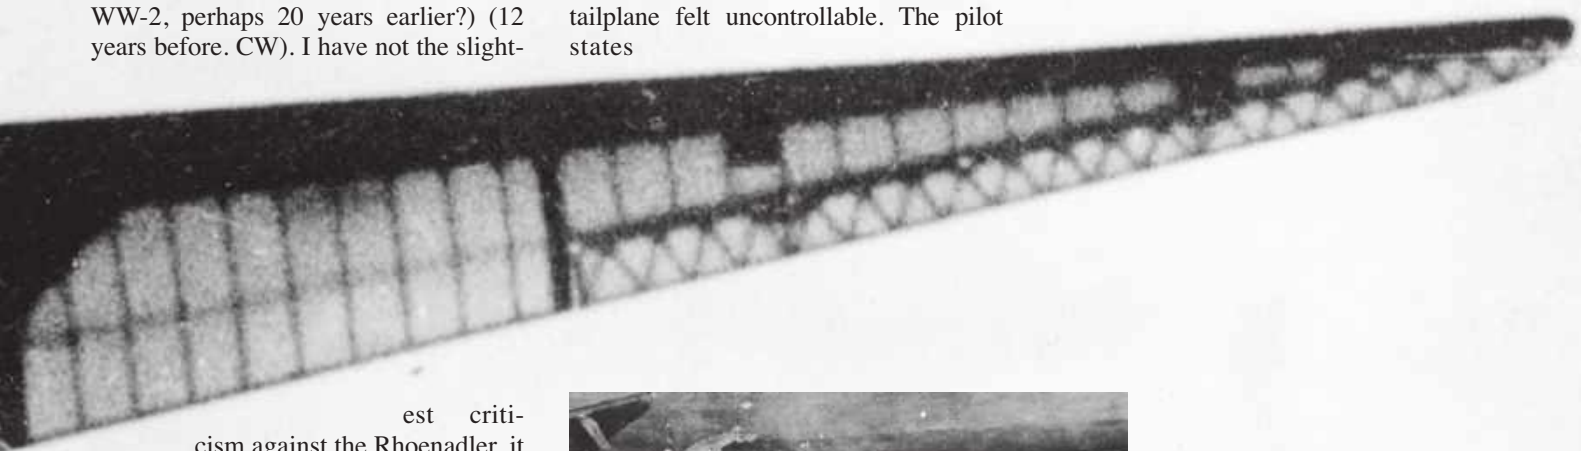 WW-2, perhaps 20 years earlier?) (12
years before. CW). I have not the slight-
est criti-
cism against the Rhoenadler, it
tailplane felt uncontrollable. The pilot
states